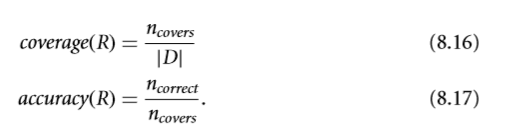 coverage(R) = n_covers / |D| (8.16)
accuracy(R) = n_correct / n_covers. (8.17)